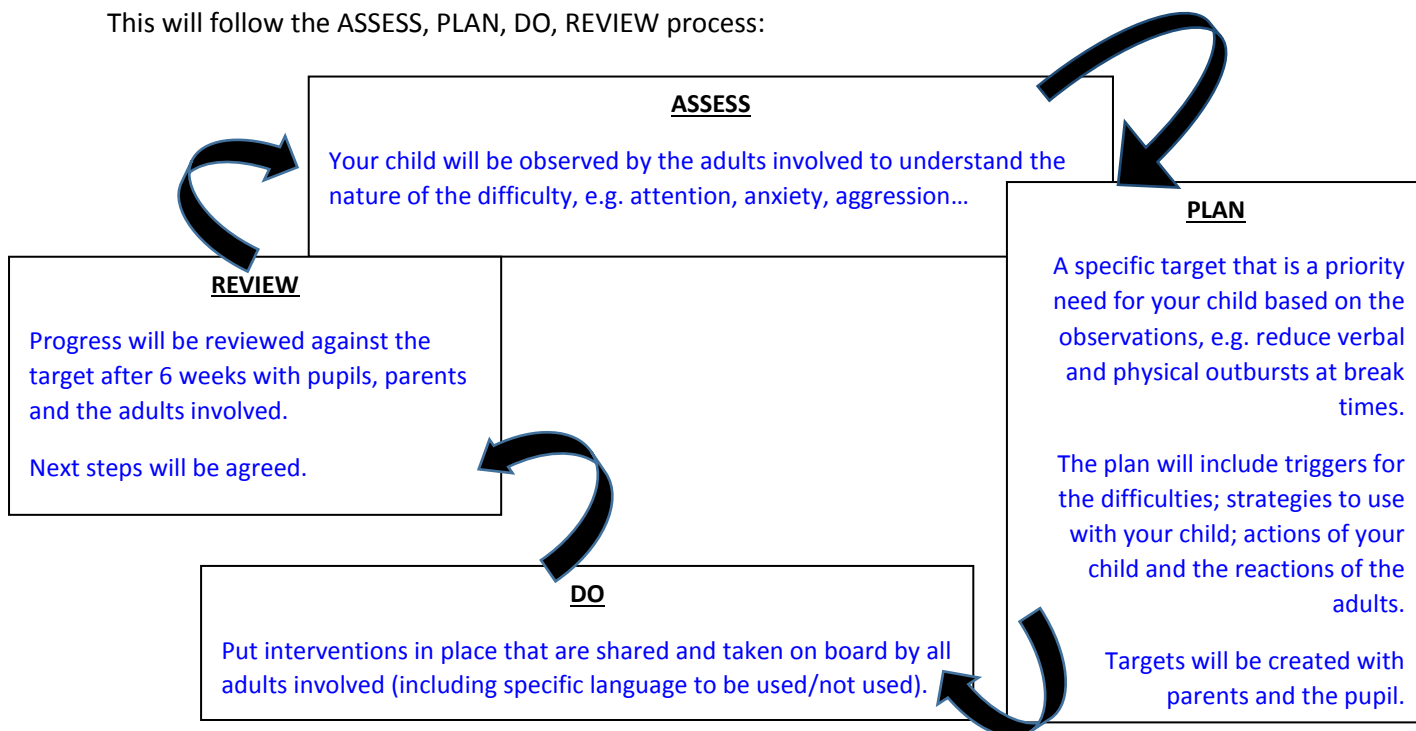 This will follow the ASSESS, PLAN, DO, REVIEW process:
ASSESS
Your child will be observed by the adults involved to understand the
nature of the difficulty, e.g. attention, anxiety, aggression…
PLAN
A specific target that is a priority
need for your child based on the
observations, e.g. reduce verbal
and physical outbursts at break
times.
The plan will include triggers for
the difficulties; strategies to use
with your child; actions of your
child and the reactions of the
adults.
Targets will be created with
parents and the pupil.
DO
Put interventions in place that are shared and taken on board by all
adults involved (including specific language to be used/not used).
REVIEW
Progress will be reviewed against the
target after 6 weeks with pupils, parents
and the adults involved.
Next steps will be agreed.